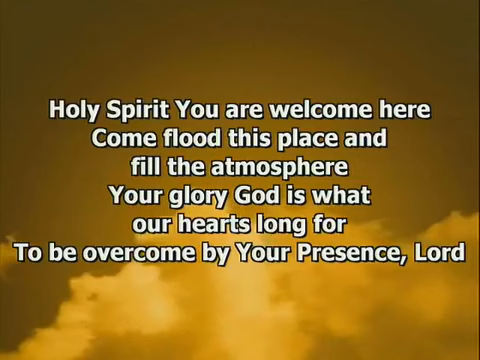 Holy Spirit You are welcome here
Come flood this place and
fill the atmosphere
Your glory God is what
our hearts long for
To be overcome by Your Presence, Lord